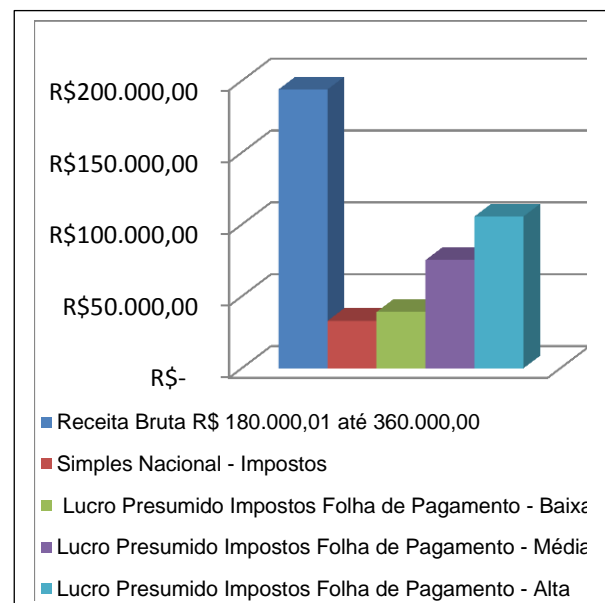 R$200.000,00
R$150.000,00
R$100.000,00
R$50.000,00
R$-
Receita Bruta R$ 180.000,01 até 360.000,00
Simples Nacional - Impostos
Lucro Presumido Impostos Folha de Pagamento - Baixa
Lucro Presumido Impostos Folha de Pagamento - Média
Lucro Presumido Impostos Folha de Pagamento - Alta